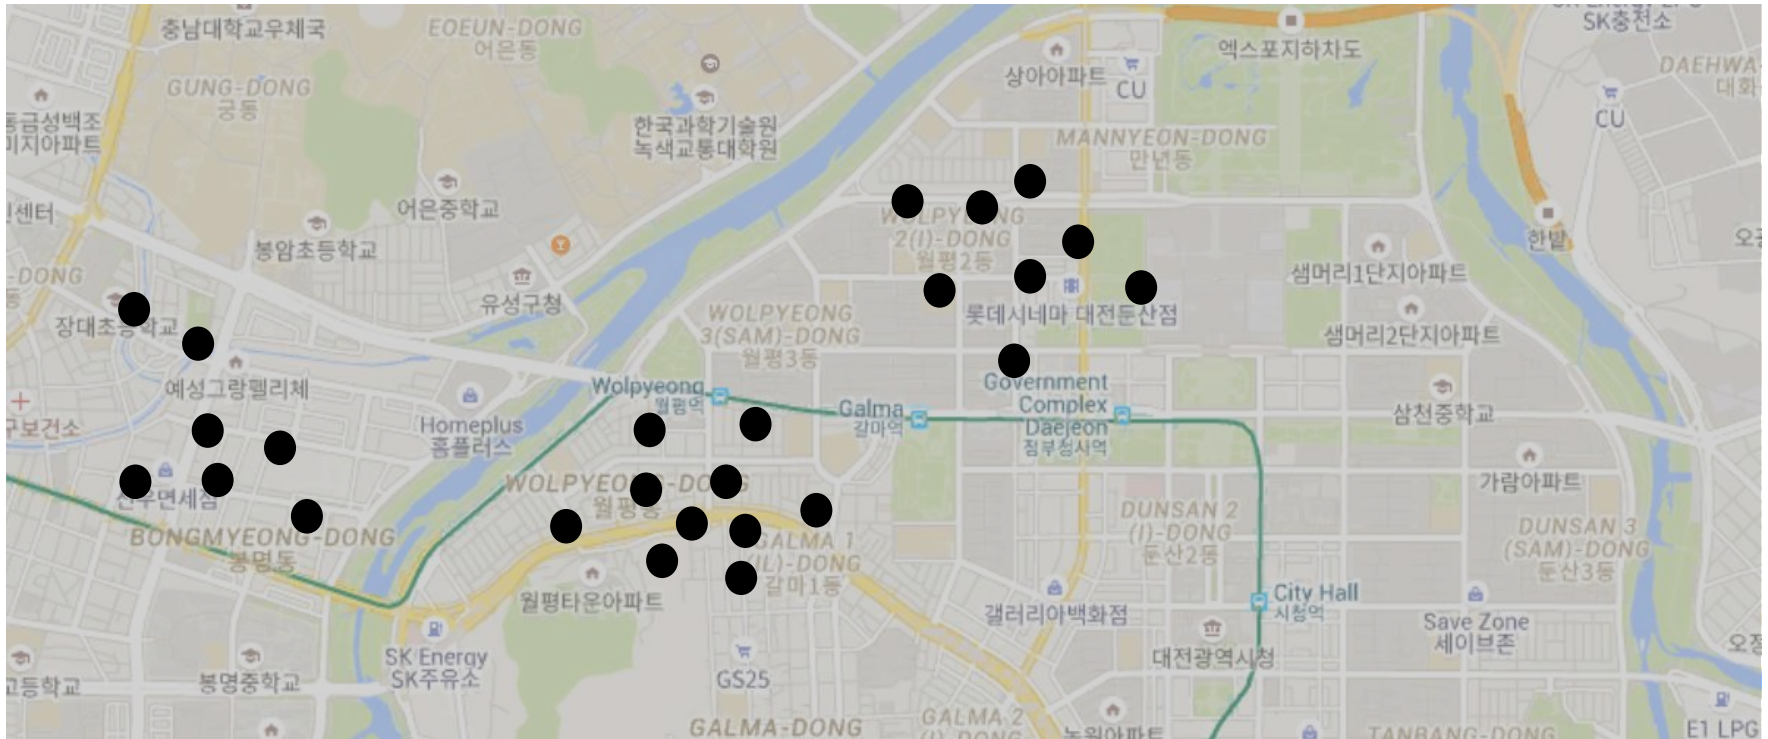 충남대학교우체국
EOEUN-DONG
어은동
GUNG-DONG
궁동
한국과학기술원
녹색교통대학원
상아아파트
CU
엑스포지하차도
SK충전소
CU
MANNYEON-DONG
만년동
어은중학교
봉암초등학교
유성구청
2(I)-DONG
월평2동
한밭
샘머리1단지아파트
롯데시네마 대전둔산점
샘머리2단지아파트
WOLPYEONG
3(SAM)-DONG
월평3동
예성그랑펠리체
Homeplus
홈플러스
Wolpyeong
월평역
Galma
갈마역
Government
Complex
Daejeon
정부청사역
삼천중학교
가람아파트
BONGMYEONG-DONG
봉명동
DUNSAN 2
(I)-DONG
둔산2동
DUNSAN 3
(SAM)-DONG
둔산3동
갈마1동
월평타운아파트
갤러리아백화점
City Hall
시청역
대전광역시청
Save Zone
세이브존
SK Energy
SK주유소
봉명중학교
GS25
GALMA-DONG
GALMA 2
TANBANG-DONG
E1 LPG